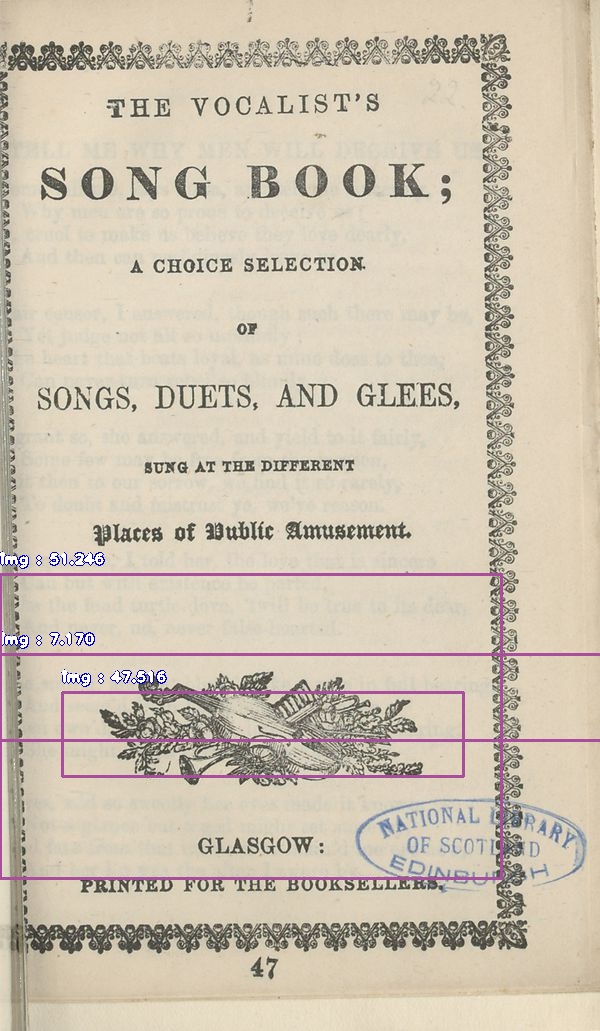 22
THE VOCALIST'S
SONG BOOK;
A CHOICE SELECTION
OF
SONGS, DUETS, AND GLEES,
SUNG AT THE DIFFERENT
Places of Public Amusement.
img : 51.246
img : 7.170
img : 47.516
GLASGOW:
PRINTED FOR THE BOOKSELLERS.
NATIONAL LIBRARY
OF SCOTLAND
EDINBURGH
47